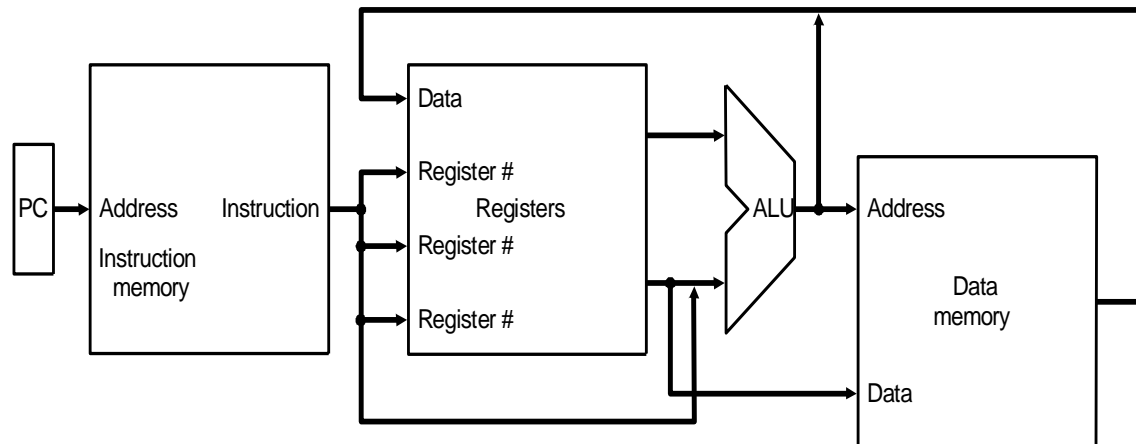 PC
Address
Instruction
Instruction
memory
Data
Register #
Registers
Register #
Register #
ALU
Address
Data
memory
Data